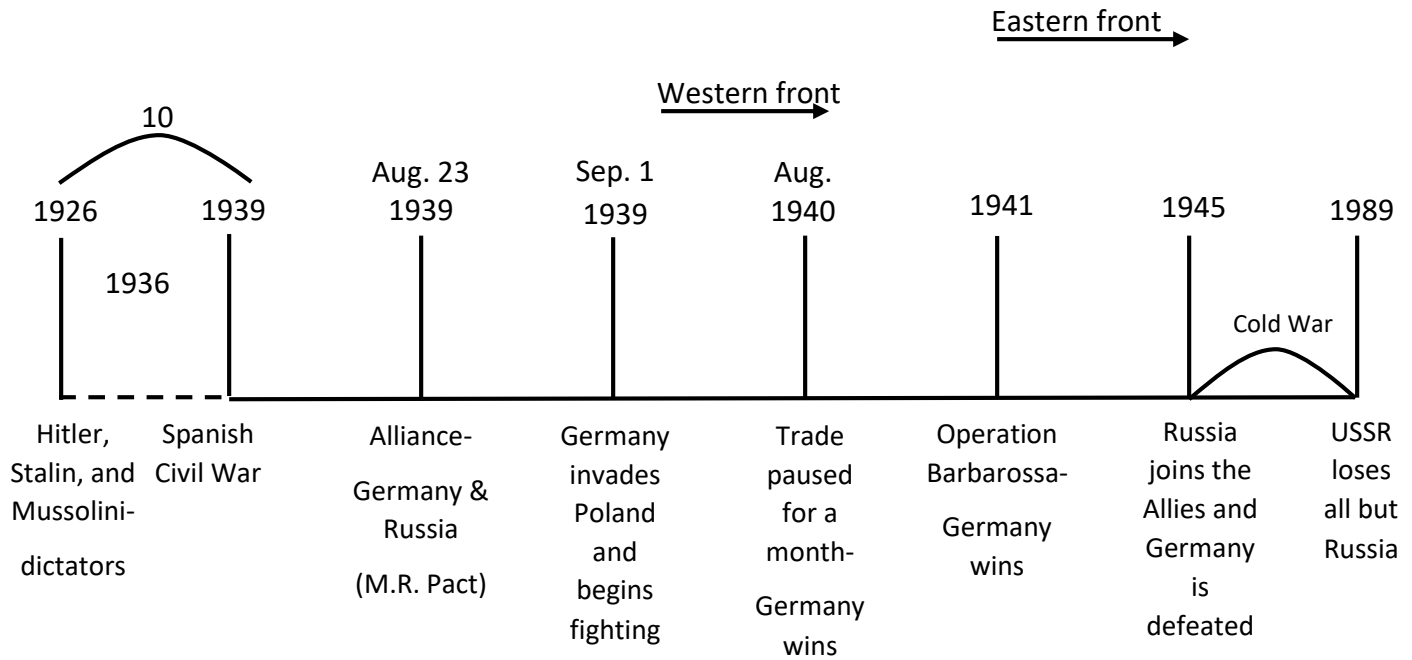 Eastern front
Western front
10
1926
1939
1936
Aug. 23
1939
Sep. 1
1939
Aug.
1940
1941
1945
1989
Cold War
Hitler,
Stalin, and
Mussolini-
dictators
Spanish
Civil War
Alliance-
Germany &
Russia
(M.R. Pact)
Germany
invades
Poland
and
begins
fighting
Trade
paused
for a
month-
Germany
wins
Operation
Barbarossa-
Germany
wins
Russia
joins the
Allies and
Germany
is
defeated
USSR
loses
all but
Russia